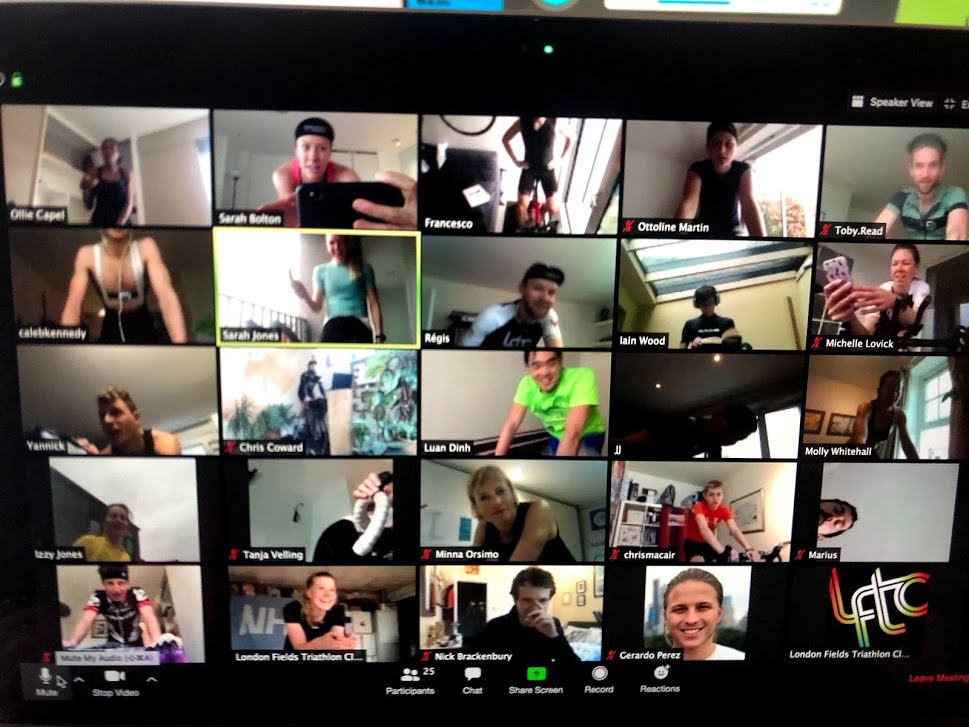 Speaker View
Ollie Capel
Sarah Bolton
Francesco
Ottoline Martin
Toby.Read
calebkennedy
Sarah Jones
Régis
Iain Wood
Michelle Lovick
Yannick
Chris Coward
Luan Dinh
JJ
Molly Whitehall
Izzy Jones
Tanja Velling
Minna Orsimo
chrismacair
Marius
NH
lftc
Mute My Audio (⇧⌘A)
London Fields Triathlon Cl...
Nick Brackenbury
Gerardo Perez
London Fields Triathlon Cl...
Mute
Stop Video
Participants
25
Chat
Share Screen
Record
Reactions
Leave Meeting